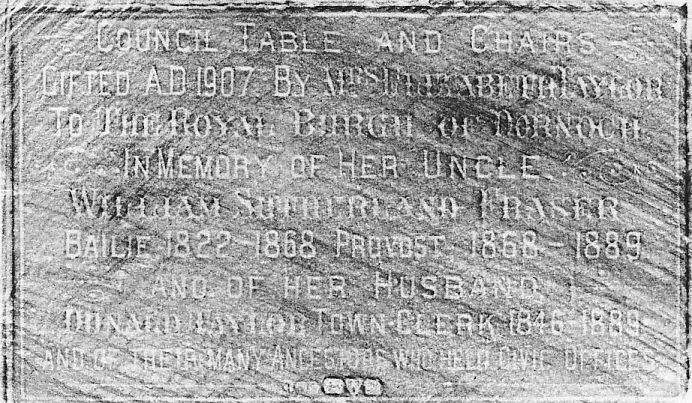 COUNCIL TABLE AND CHAIRS
GIFTED A.D. 1907 BY MRS ELIZABETH TAYLOR
TO THE ROYAL BURGH OF DORNOCH
IN MEMORY OF HER UNCLE
WILLIAM SUTHERLAND FRASER
BAILIE 1822-1868 PROVOST 1868-1889
AND OF HER HUSBAND
DONALD TAYLOR TOWN-CLERK 1846-1889
AND OF THEIR MANY ANCESTORS WHO HELD CIVIC OFFICES